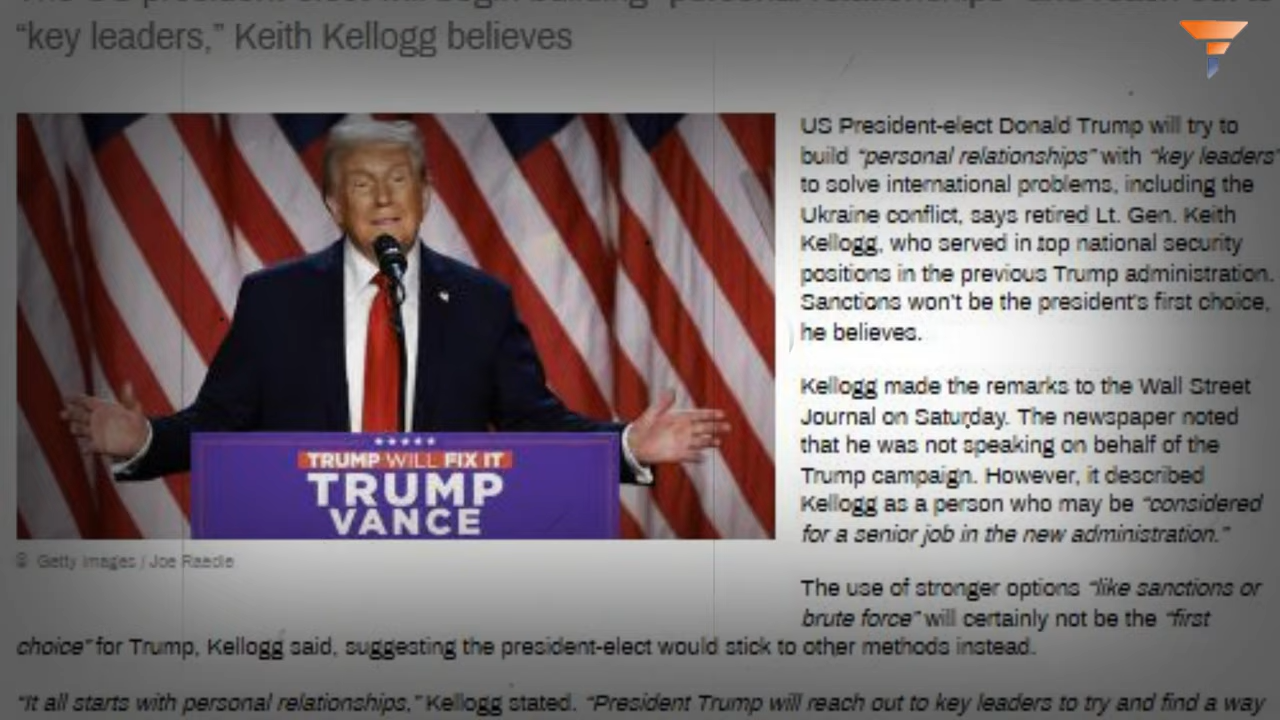 "key leaders," Keith Kellogg believes
TRUMP WILL FIX IT
TRUMP
VANCE
© Getty Images / Joe Raedle
US President-elect Donald Trump will try to
build "personal relationships" with "key leaders"
to solve international problems, including the
Ukraine conflict, says retired Lt. Gen. Keith
Kellogg, who served in top national security
positions in the previous Trump administration.
Sanctions won't be the president's first choice,
he believes.
Kellogg made the remarks to the Wall Street
Journal on Saturday. The newspaper noted
that he was not speaking on behalf of the
Trump campaign. However, it described
Kellogg as a person who may be "considered
for a senior job in the new administration."
The use of stronger options "like sanctions or
brute force" will certainly not be the "first
choice" for Trump, Kellogg said, suggesting the president-elect would stick to other methods instead.
"It all starts with personal relationships," Kellogg stated. "President Trump will reach out to key leaders to try and find a way